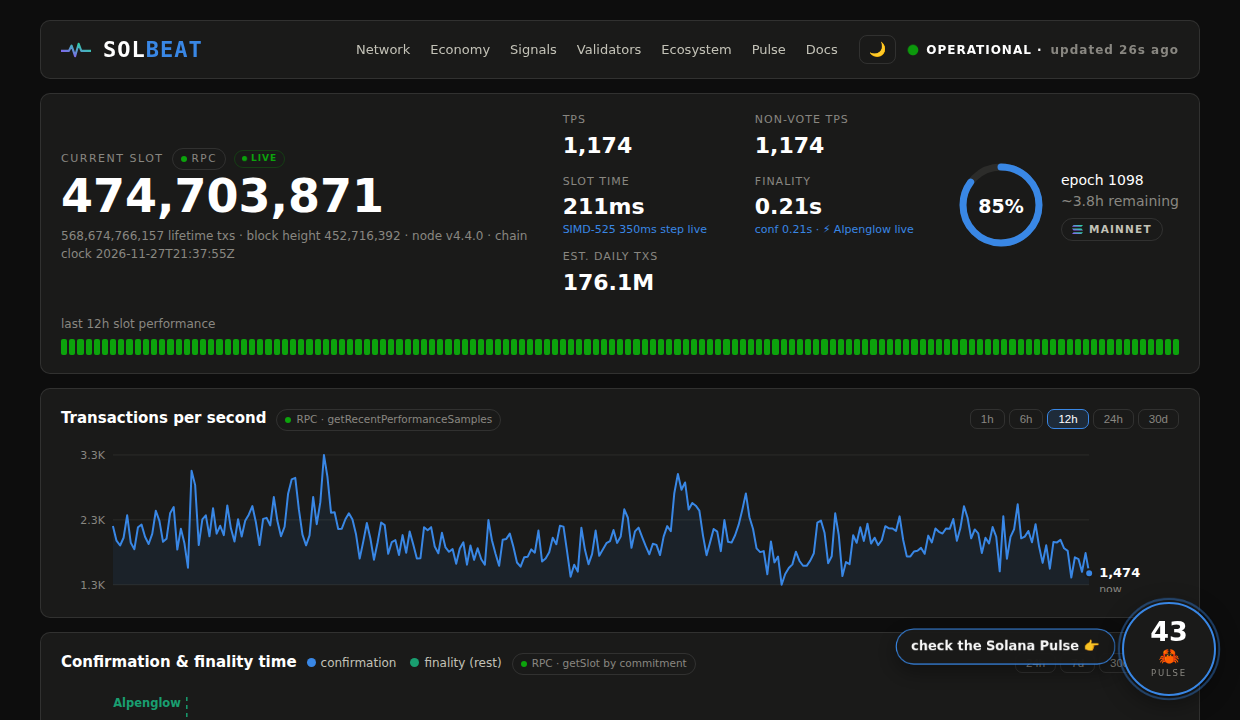 SOLBEAT
Network Economy Signals Validators Ecosystem Pulse Docs
OPERATIONAL · updated 26s ago
CURRENT SLOT RPC LIVE
474,703,871
568,674,766,157 lifetime txs · block height 452,716,392 · node v4.4.0 · chain
clock 2026-11-27T21:37:55Z
TPS
1,174
NON-VOTE TPS
1,174
SLOT TIME
211ms
SIMD-525 350ms step live
FINALITY
0.21s
conf 0.21s · ⚡ Alpenglow live
EST. DAILY TXS
176.1M
85%
epoch 1098
~3.8h remaining
MAINNET
last 12h slot performance
Transactions per second RPC · getRecentPerformanceSamples
1h 6h 12h 24h 30d
3.3K
2.3K
1.3K
1,474
now
Confirmation & finality time confirmation finality (rest) RPC · getSlot by commitment
check the Solana Pulse 👉
43
PULSE
Alpenglow